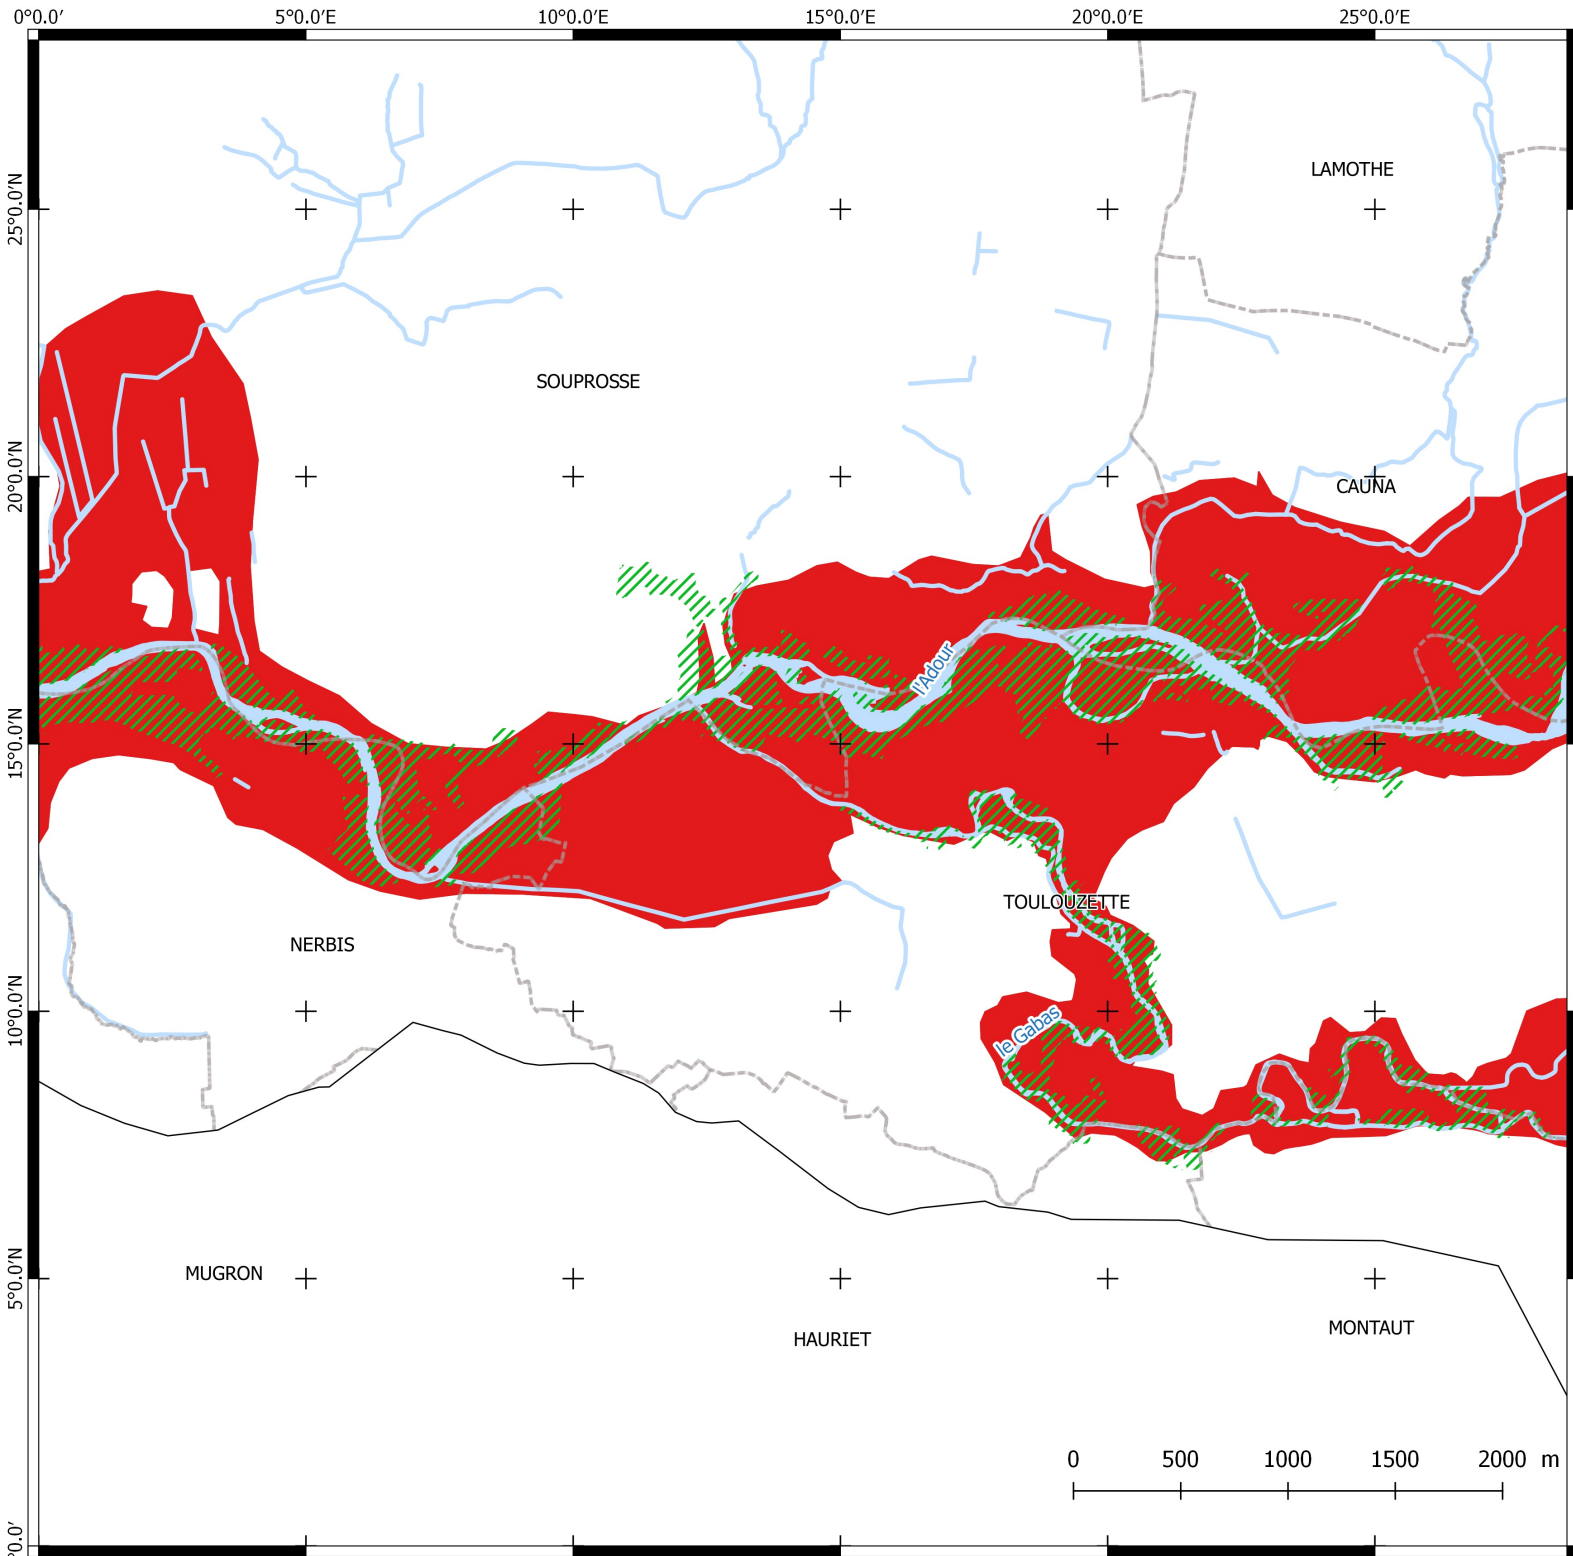 0°0.0′ 5°0.0′E 10°0.0′E 15°0.0′E 20°0.0′E 25°0.0′E
25°0.0′N
LAMOTHE
SOUPROSSE
20°0.0′N
CAUNA
l'Adour
15°0.0′N
TOULOUZETTE
NERBIS
10°0.0′N
le Gabas
5°0.0′N
MUGRON
MONTAUT
HAURIET
0 500 1000 1500 2000 m
°0.0′